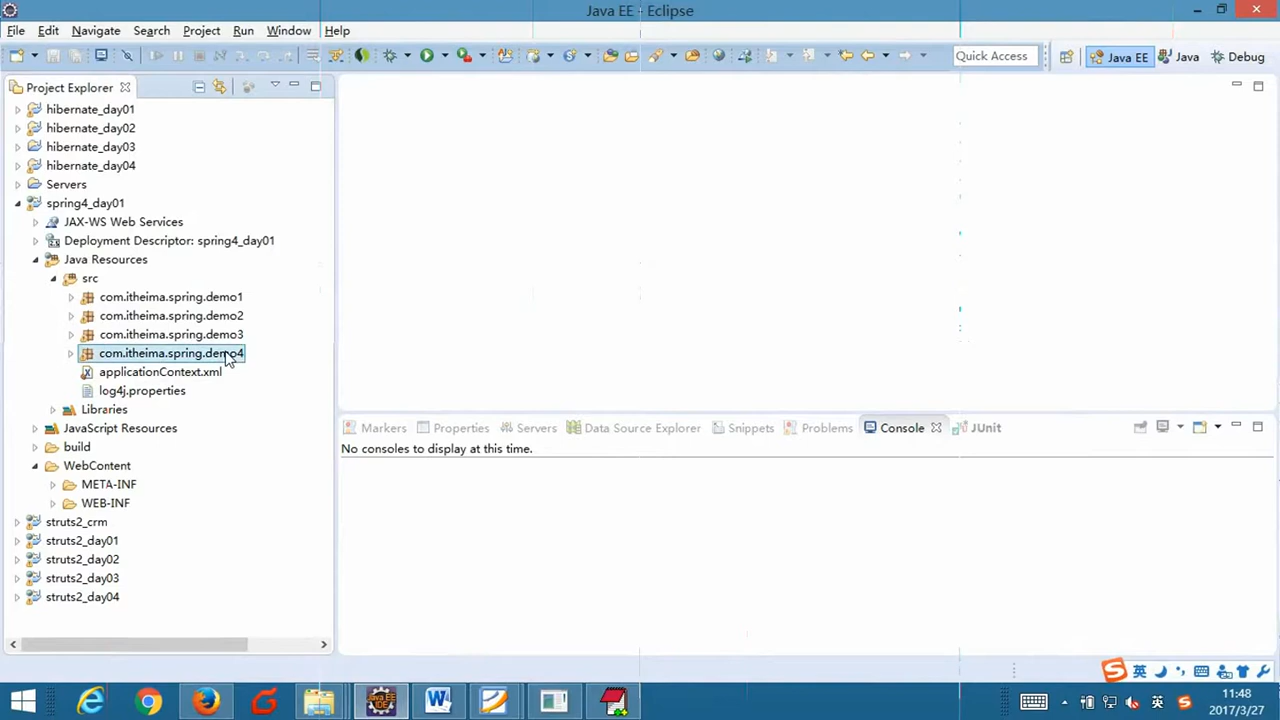 Java EE - Eclipse
File Edit Navigate Search Project Run Window Help
Quick Access
Java EE
Java
Debug
Project Explorer
hibernate_day01
hibernate_day02
hibernate_day03
hibernate_day04
Servers
spring4_day01
JAX-WS Web Services
Deployment Descriptor: spring4_day01
Java Resources
src
com.itheima.spring.demo1
com.itheima.spring.demo2
com.itheima.spring.demo3
com.itheima.spring.demo4
applicationContext.xml
log4j.properties
Libraries
JavaScript Resources
build
WebContent
META-INF
WEB-INF
struts2_crm
struts2_day01
struts2_day02
struts2_day03
struts2_day04
Markers Properties Servers Data Source Explorer Snippets Problems Console JUnit
No consoles to display at this time.
英
英
11:48
2017/3/27